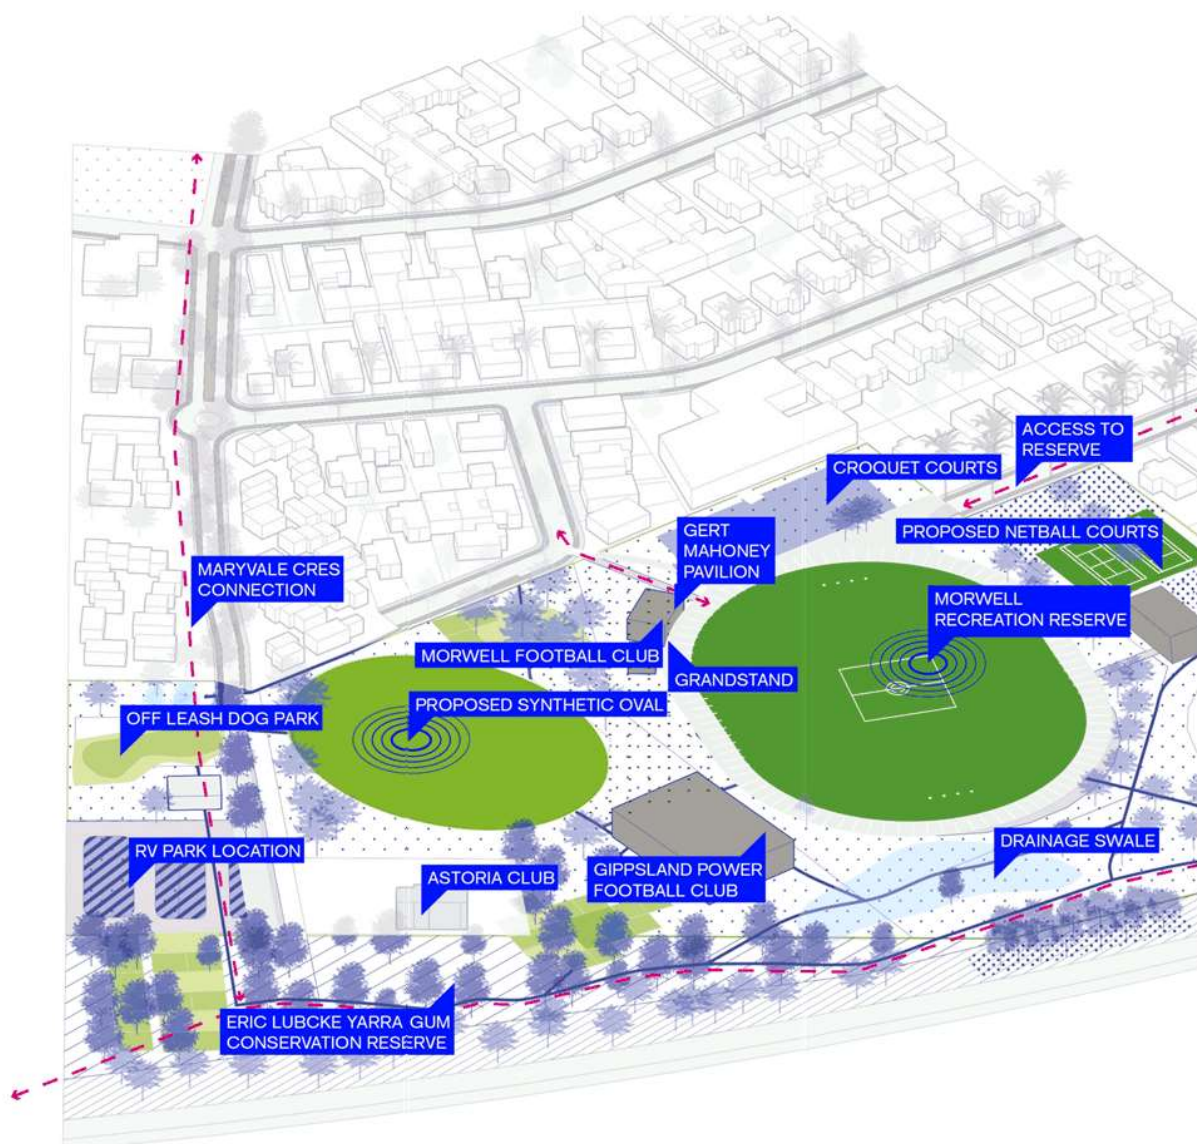 ACCESS TO
RESERVE
CROQUET COURTS
GERT
MAHONEY
PAVILION
PROPOSED NETBALL COURTS
MARYVALE CRES
CONNECTION
MORWELL
RECREATION RESERVE
MORWELL FOOTBALL CLUB
GRANDSTAND
OFF LEASH DOG PARK
PROPOSED SYNTHETIC OVAL
RV PARK LOCATION
ASTORIA CLUB
GIPPSLAND POWER
FOOTBALL CLUB
DRAINAGE SWALE
ERIC LUBCKE YARRA GUM
CONSERVATION RESERVE